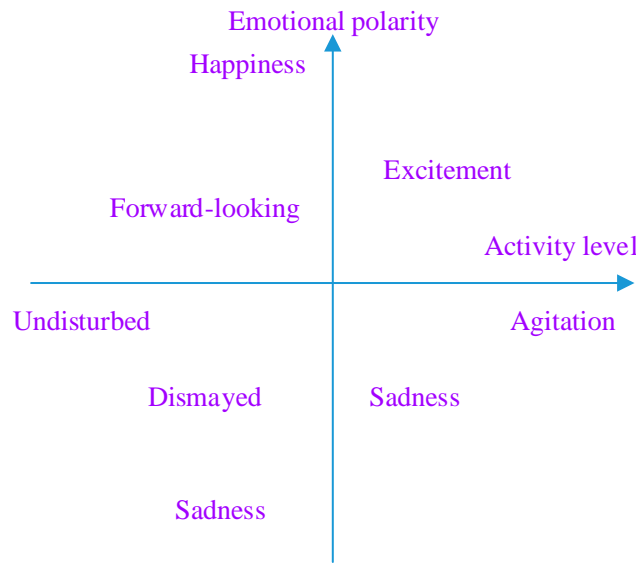 Emotional polarity
Happiness
Excitement
Forward-looking
Activity level
Undisturbed
Agitation
Dismayed
Sadness
Sadness